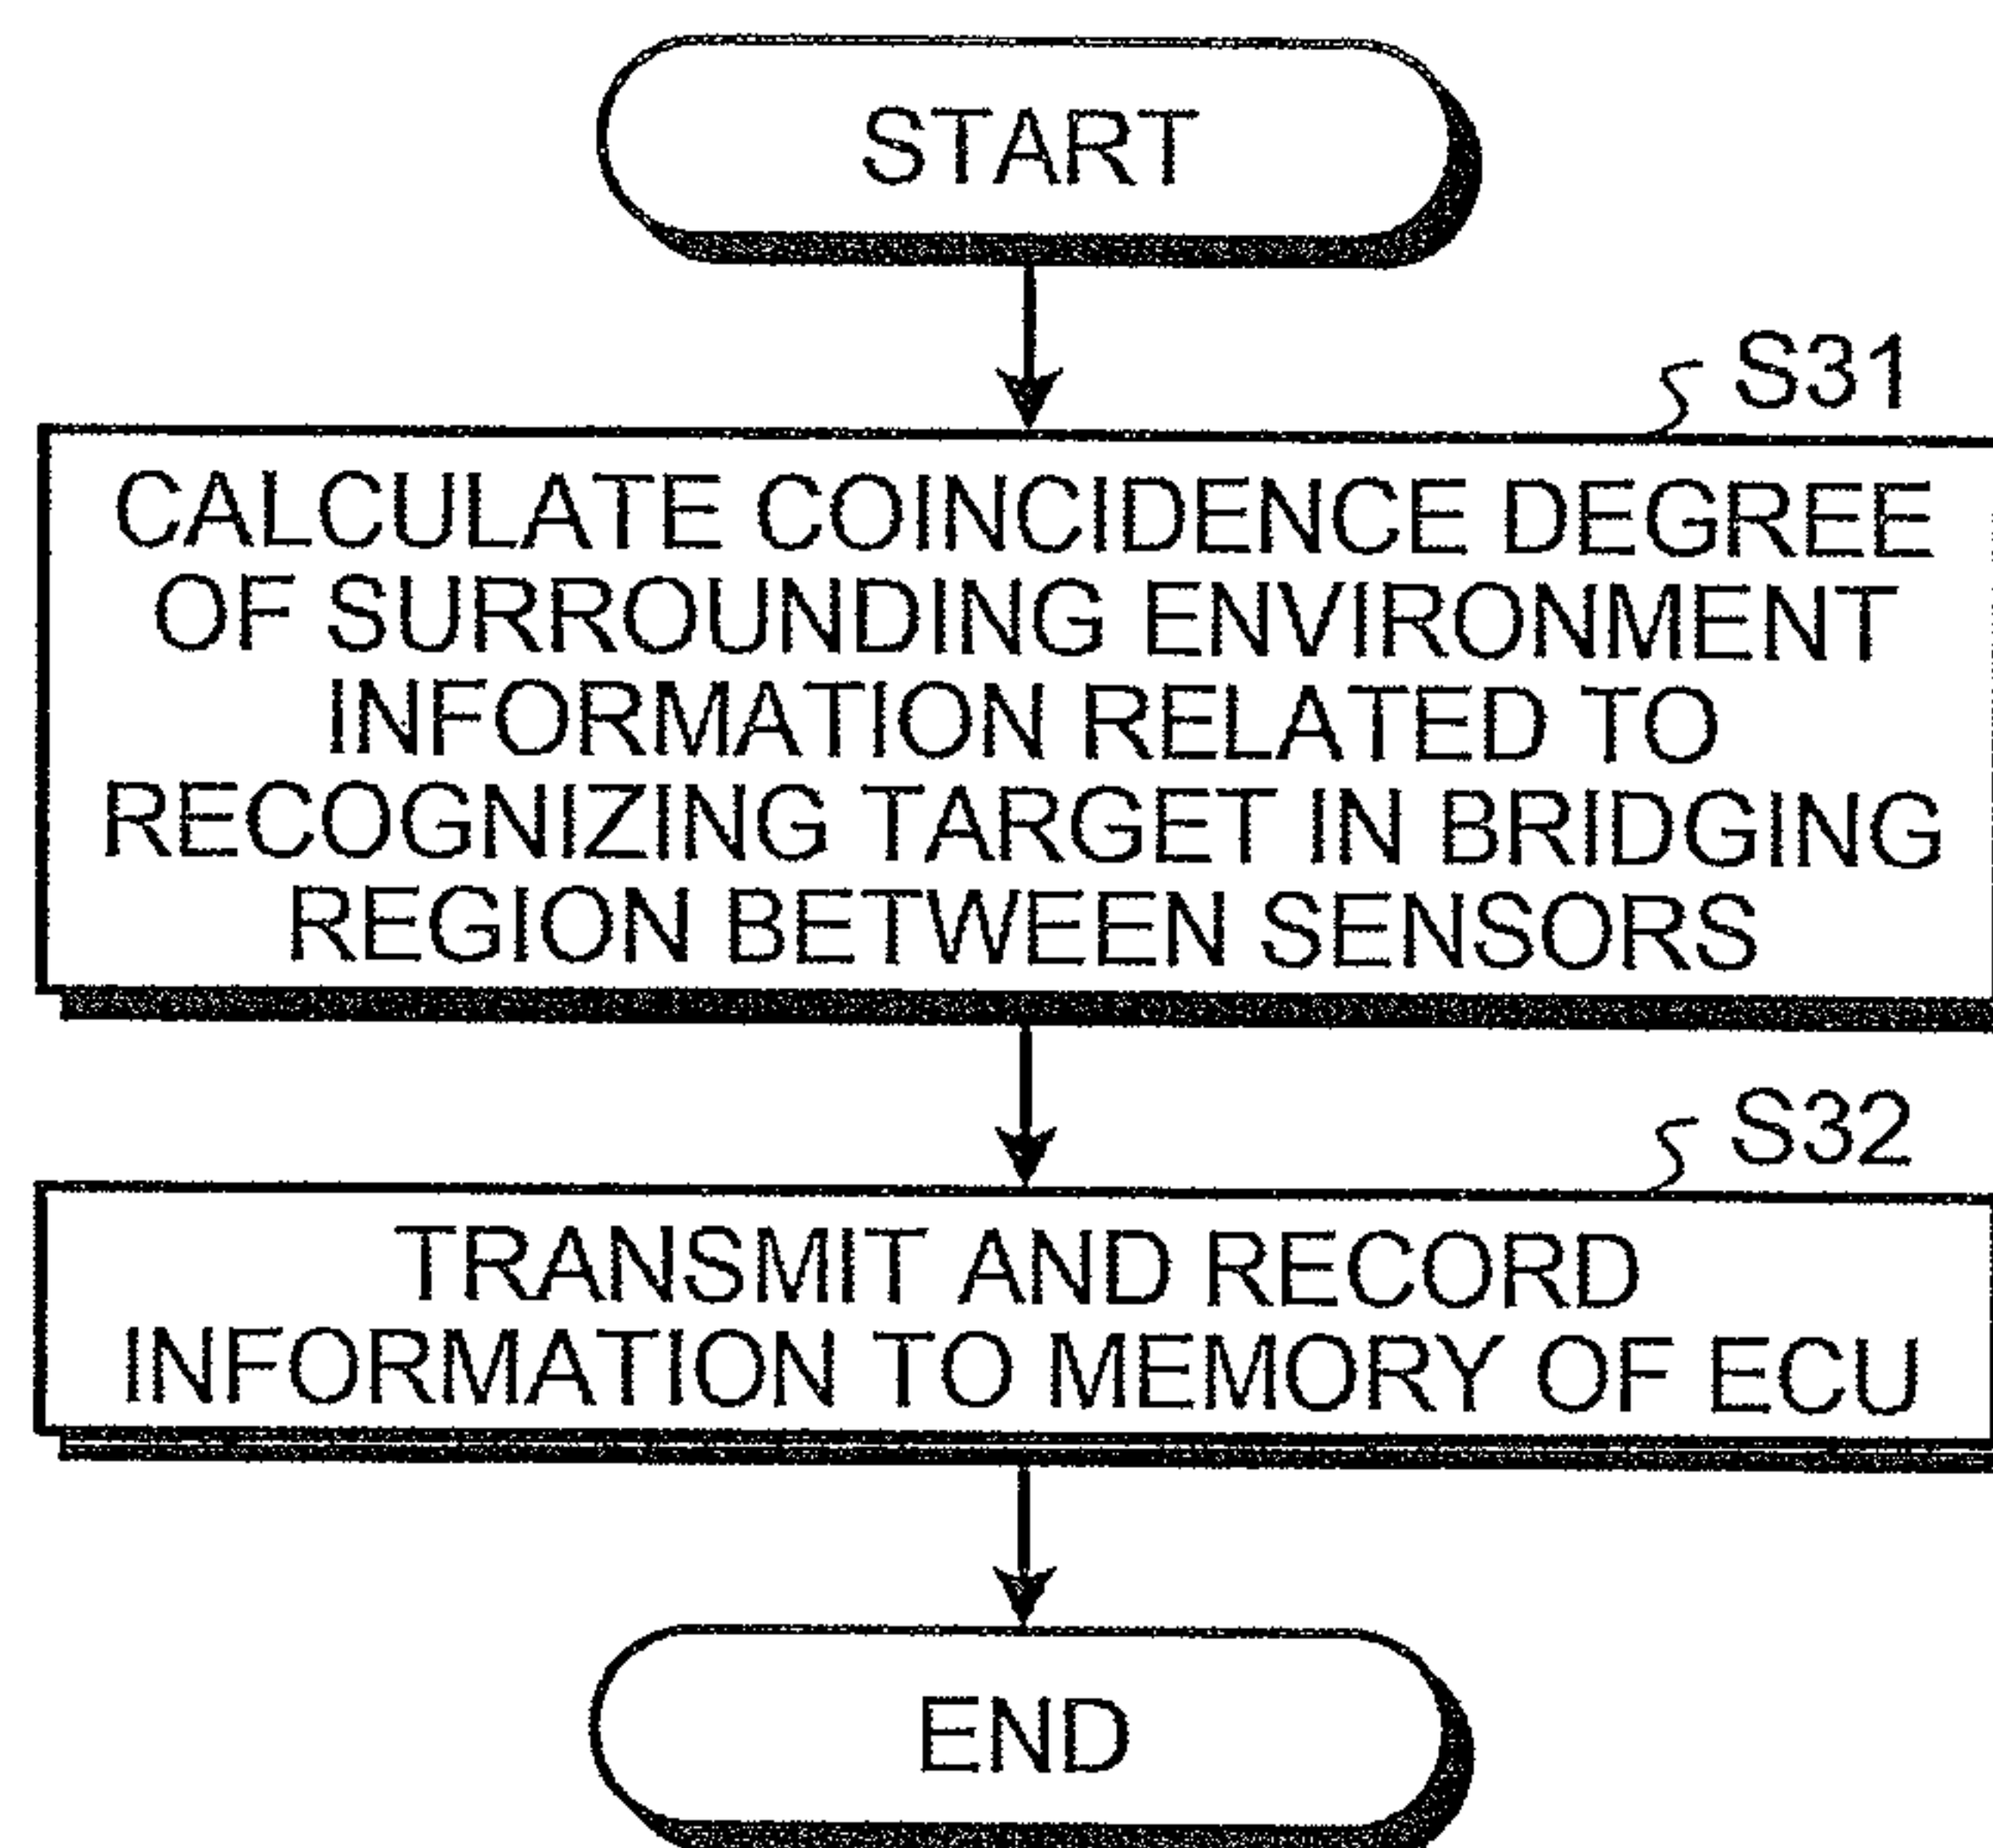 START
S31
CALCULATE COINCIDENCE DEGREE
OF SURROUNDING ENVIRONMENT
INFORMATION RELATED TO
RECOGNIZING TARGET IN BRIDGING
REGION BETWEEN SENSORS
S32
TRANSMIT AND RECORD
INFORMATION TO MEMORY OF ECU
END